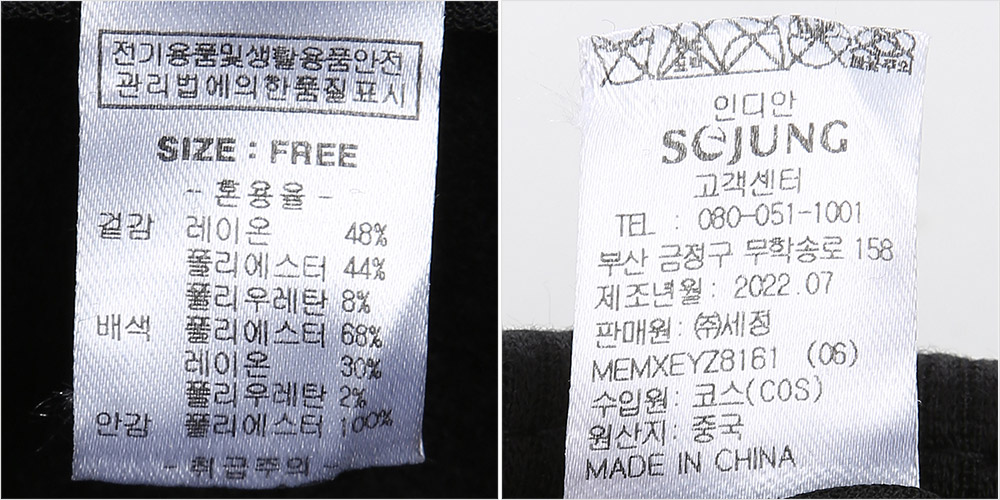 전기용품및생활용품안전
관리법에의한품질표시
SIZE : FREE
- 혼용율 -
겉감 레이온 48%
폴리에스터 44%
폴리우레탄 8%
배색 폴리에스터 68%
레이온 30%
폴리우레탄 2%
안감 폴리에스터 100%
- 취급주의 -
인디안
SEJUNG
고객센터
TEL : 080-051-1001
부산 금정구 무학송로 158
제조년월 : 2022.07
판매원 : ㈜세정
MEMXEYZ8161 (06)
수입원 : 코스(COS)
원산지 : 중국
MADE IN CHINA